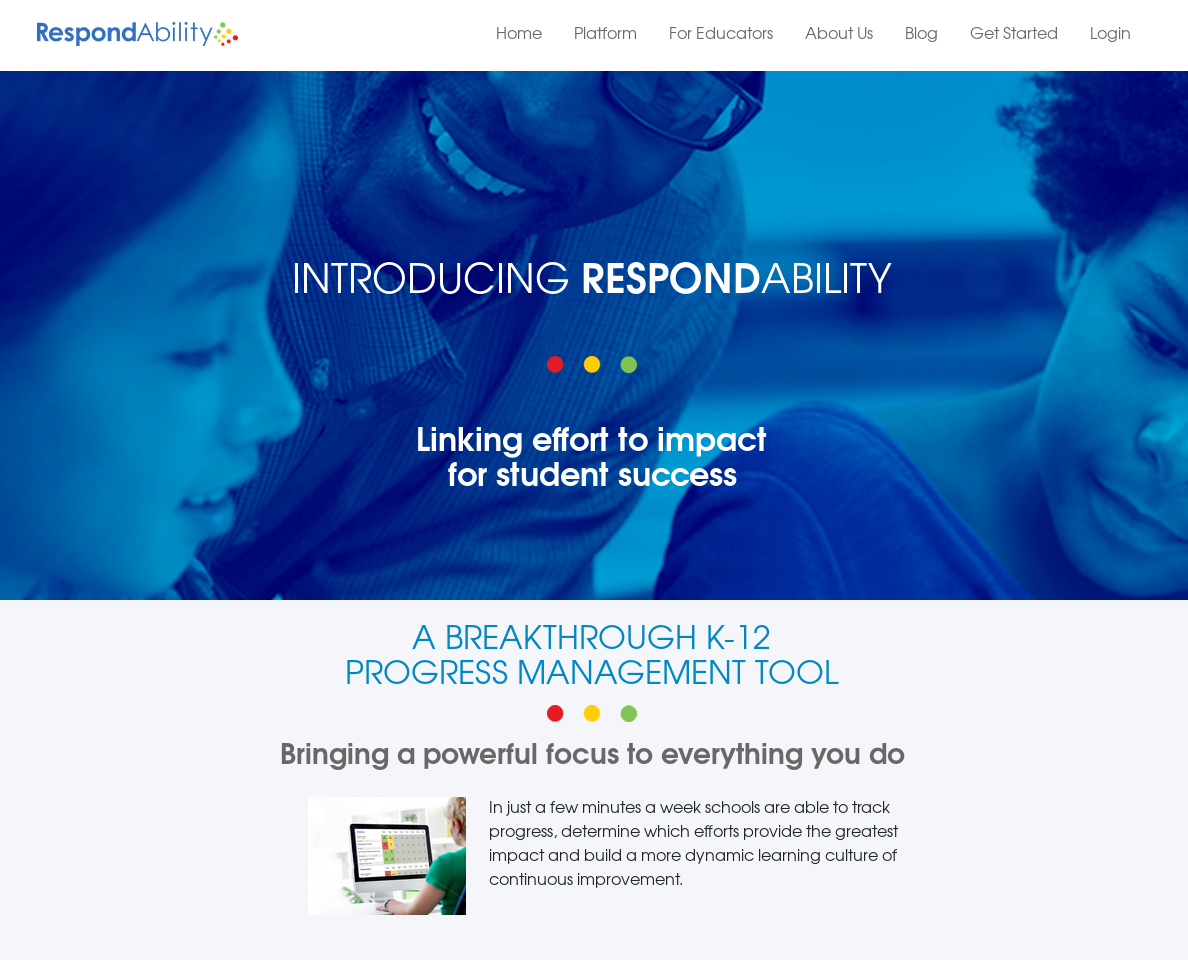 RespondAbility
Home Platform For Educators About Us Blog Get Started Login
INTRODUCING RESPONDABILITY
Linking effort to impact
for student success
A BREAKTHROUGH K-12
PROGRESS MANAGEMENT TOOL
Bringing a powerful focus to everything you do
In just a few minutes a week schools are able to track
progress, determine which efforts provide the greatest
impact and build a more dynamic learning culture of
continuous improvement.